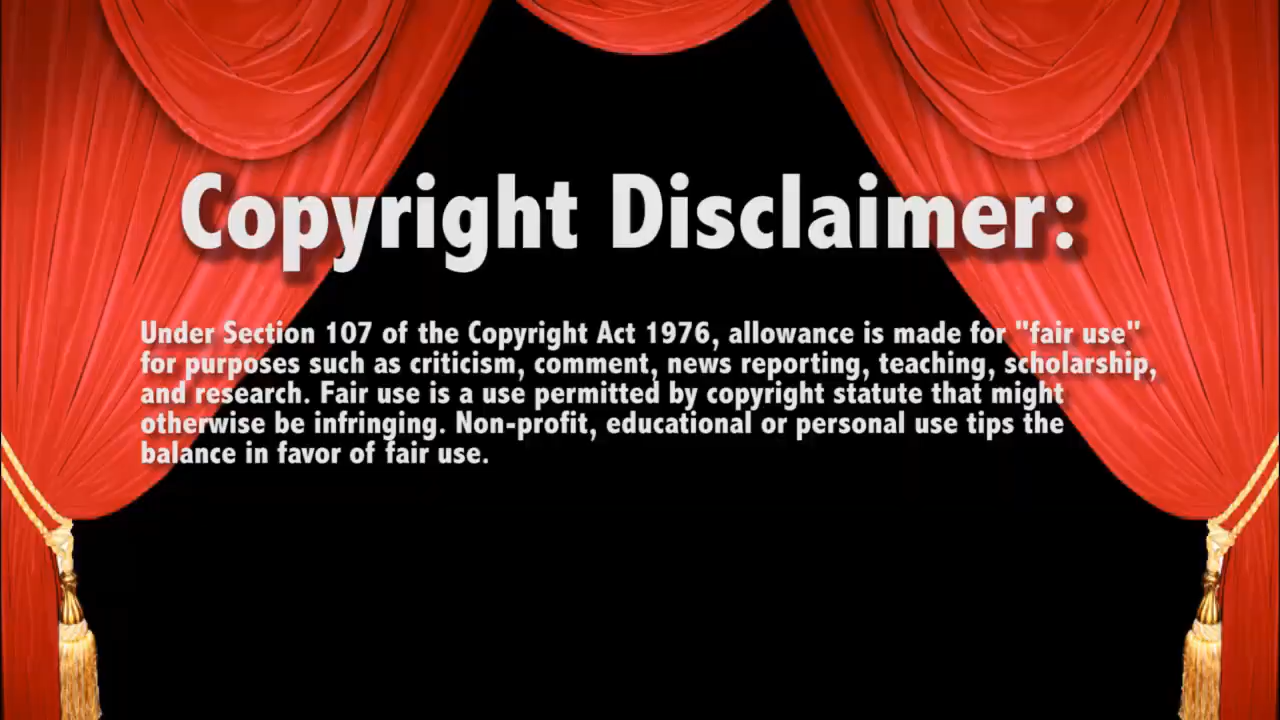 Copyright Disclaimer:
Under Section 107 of the Copyright Act 1976, allowance is made for "fair use"
for purposes such as criticism, comment, news reporting, teaching, scholarship,
and research. Fair use is a use permitted by copyright statute that might
otherwise be infringing. Non-profit, educational or personal use tips the
balance in favor of fair use.